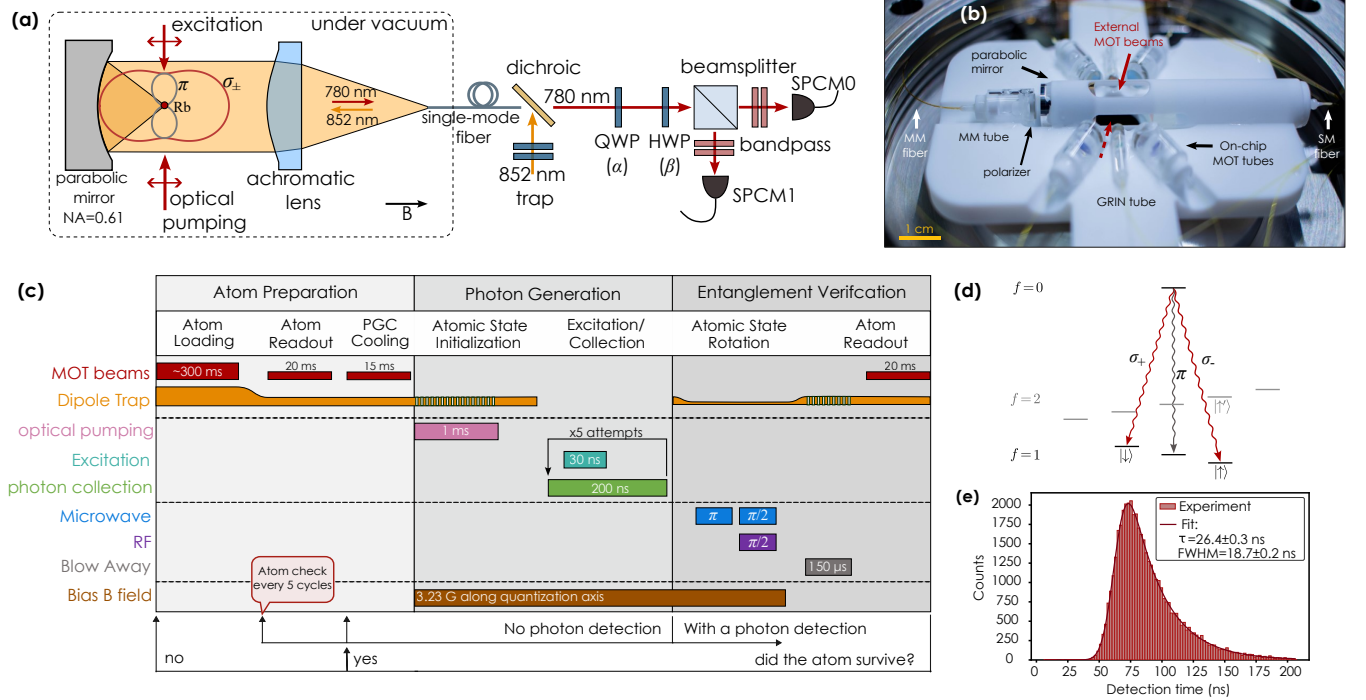 (a)
excitation
under vacuum
π
σ±
Rb
780 nm
852 nm
parabolic
mirror
NA=0.61
optical
pumping
achromatic
lens
B
single-mode
fiber
dichroic
780 nm
852 nm
trap
QWP
(α)
HWP
(β)
beamsplitter
SPCM0
bandpass
SPCM1
(b)
External
MOT beams
parabolic
mirror
MM
fiber
MM tube
polarizer
GRIN tube
On-chip
MOT tubes
SM
fiber
1 cm
(c)
Atom Preparation
Photon Generation
Entanglement Verifcation
Atom
Loading
Atom
Readout
PGC
Cooling
Atomic State
Initialization
Excitation/
Collection
Atomic State
Rotation
Atom
Readout
MOT beams
~300 ms
20 ms
15 ms
20 ms
Dipole Trap
optical pumping
1 ms
x5 attempts
Excitation
30 ns
photon collection
200 ns
Microwave
π
π/2
RF
π/2
Blow Away
150 µs
Atom check
every 5 cycles
Bias B field
3.23 G along quantization axis
No photon detection
With a photon detection
no
yes
did the atom survive?
(d)
f=0
σ+
π
σ-
f=2
|↑′⟩
f=1
|↓⟩
|↑⟩
(e)
Counts
2000
1750
1500
1250
1000
750
500
250
0
Experiment
Fit:
τ=26.4±0.3 ns
FWHM=18.7±0.2 ns
0 25 50 75 100 125 150 175 200
Detection time (ns)